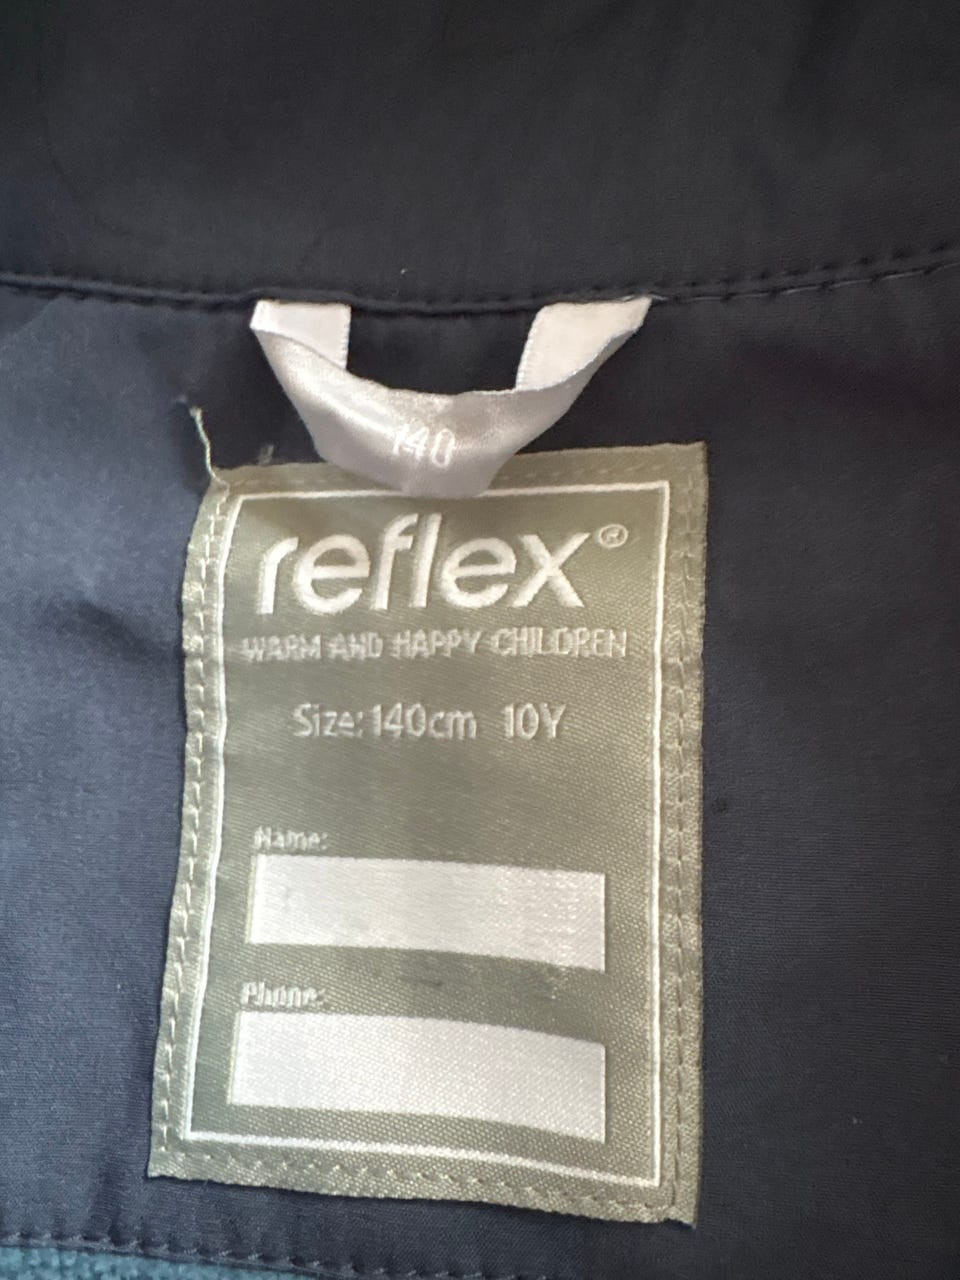 140
reflex®
WARM AND HAPPY CHILDREN
Size: 140cm 10Y
Name:
Phone: